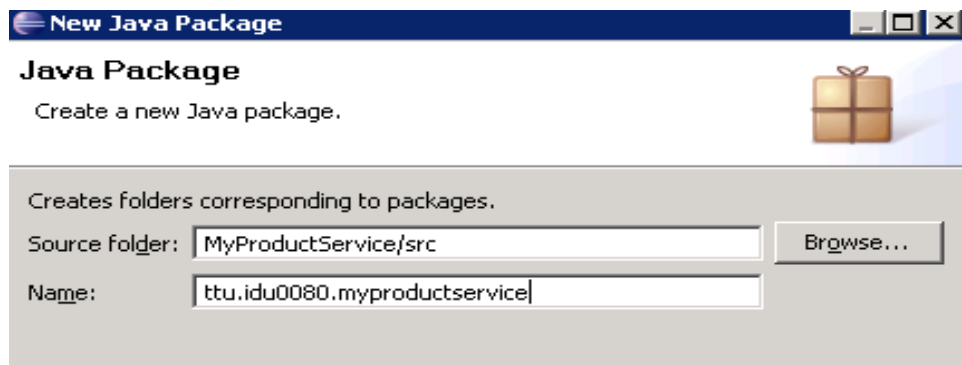 New Java Package
Java Package
Create a new Java package.
Creates folders corresponding to packages.
Source folder: MyProductService/src Browse...
Name: ttu.idu0080.myproductservice